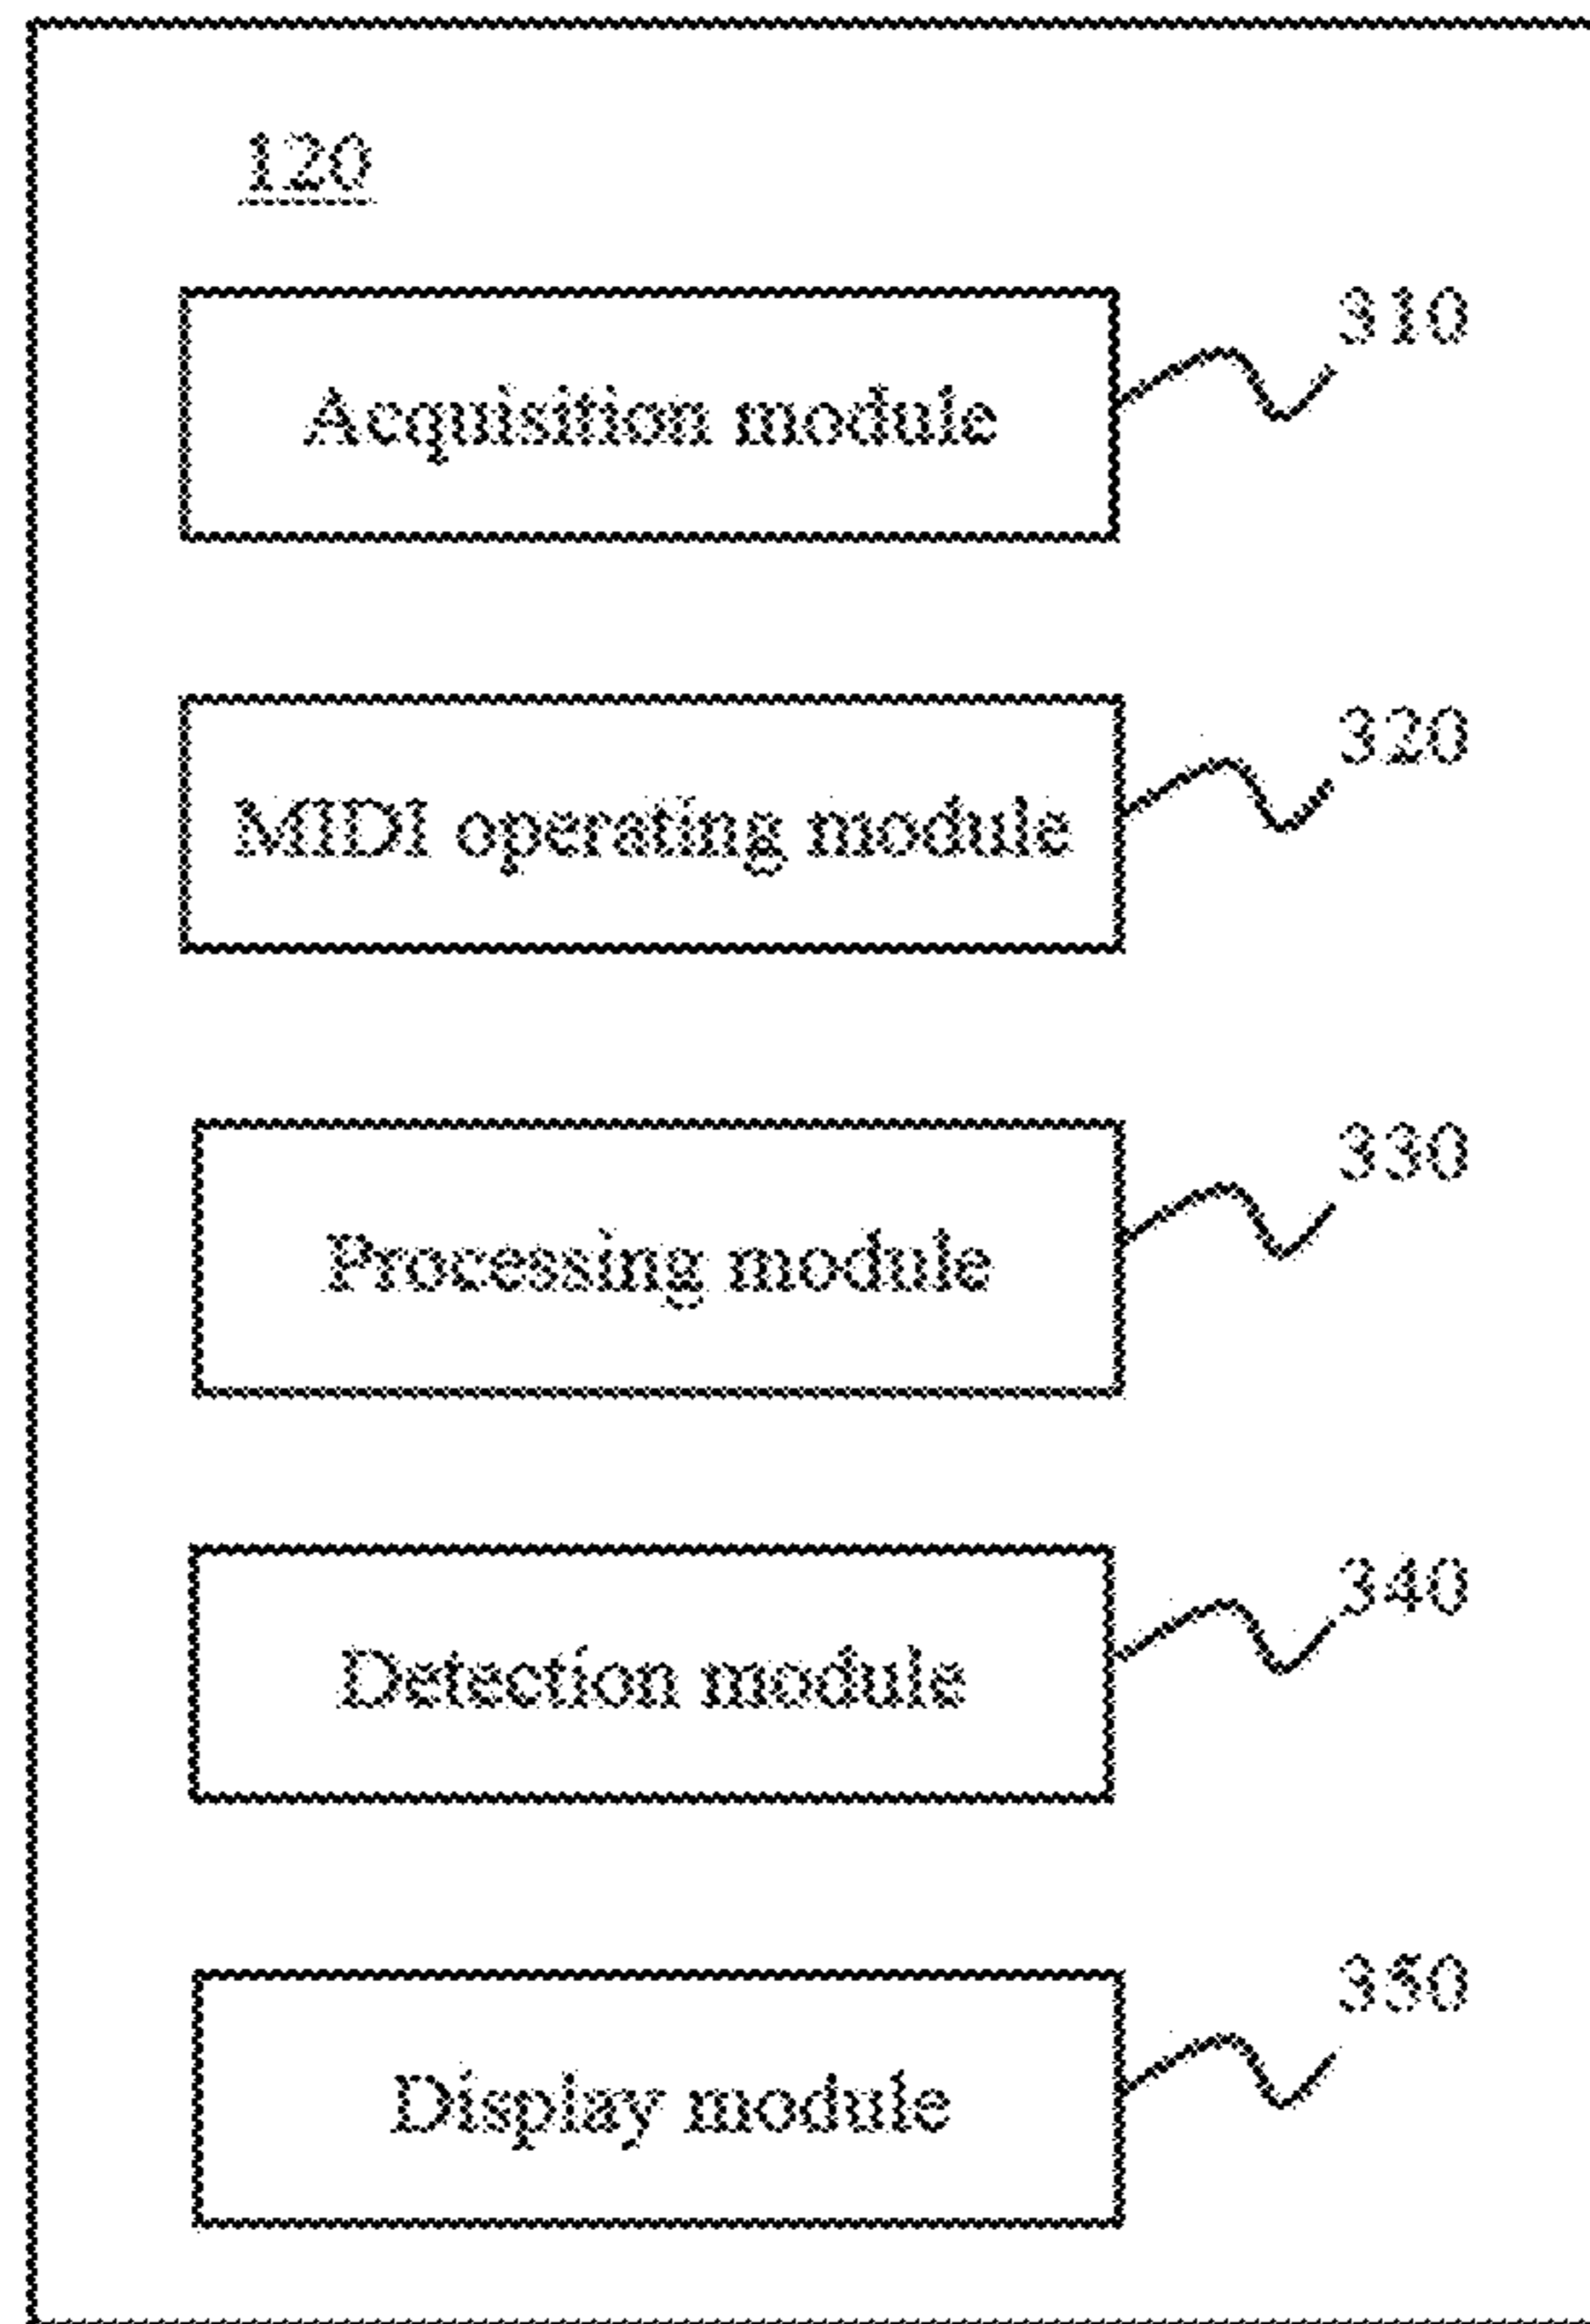 120
310
Acquisition module
320
MIDI operating module
330
Processing module
340
Detection module
350
Display module